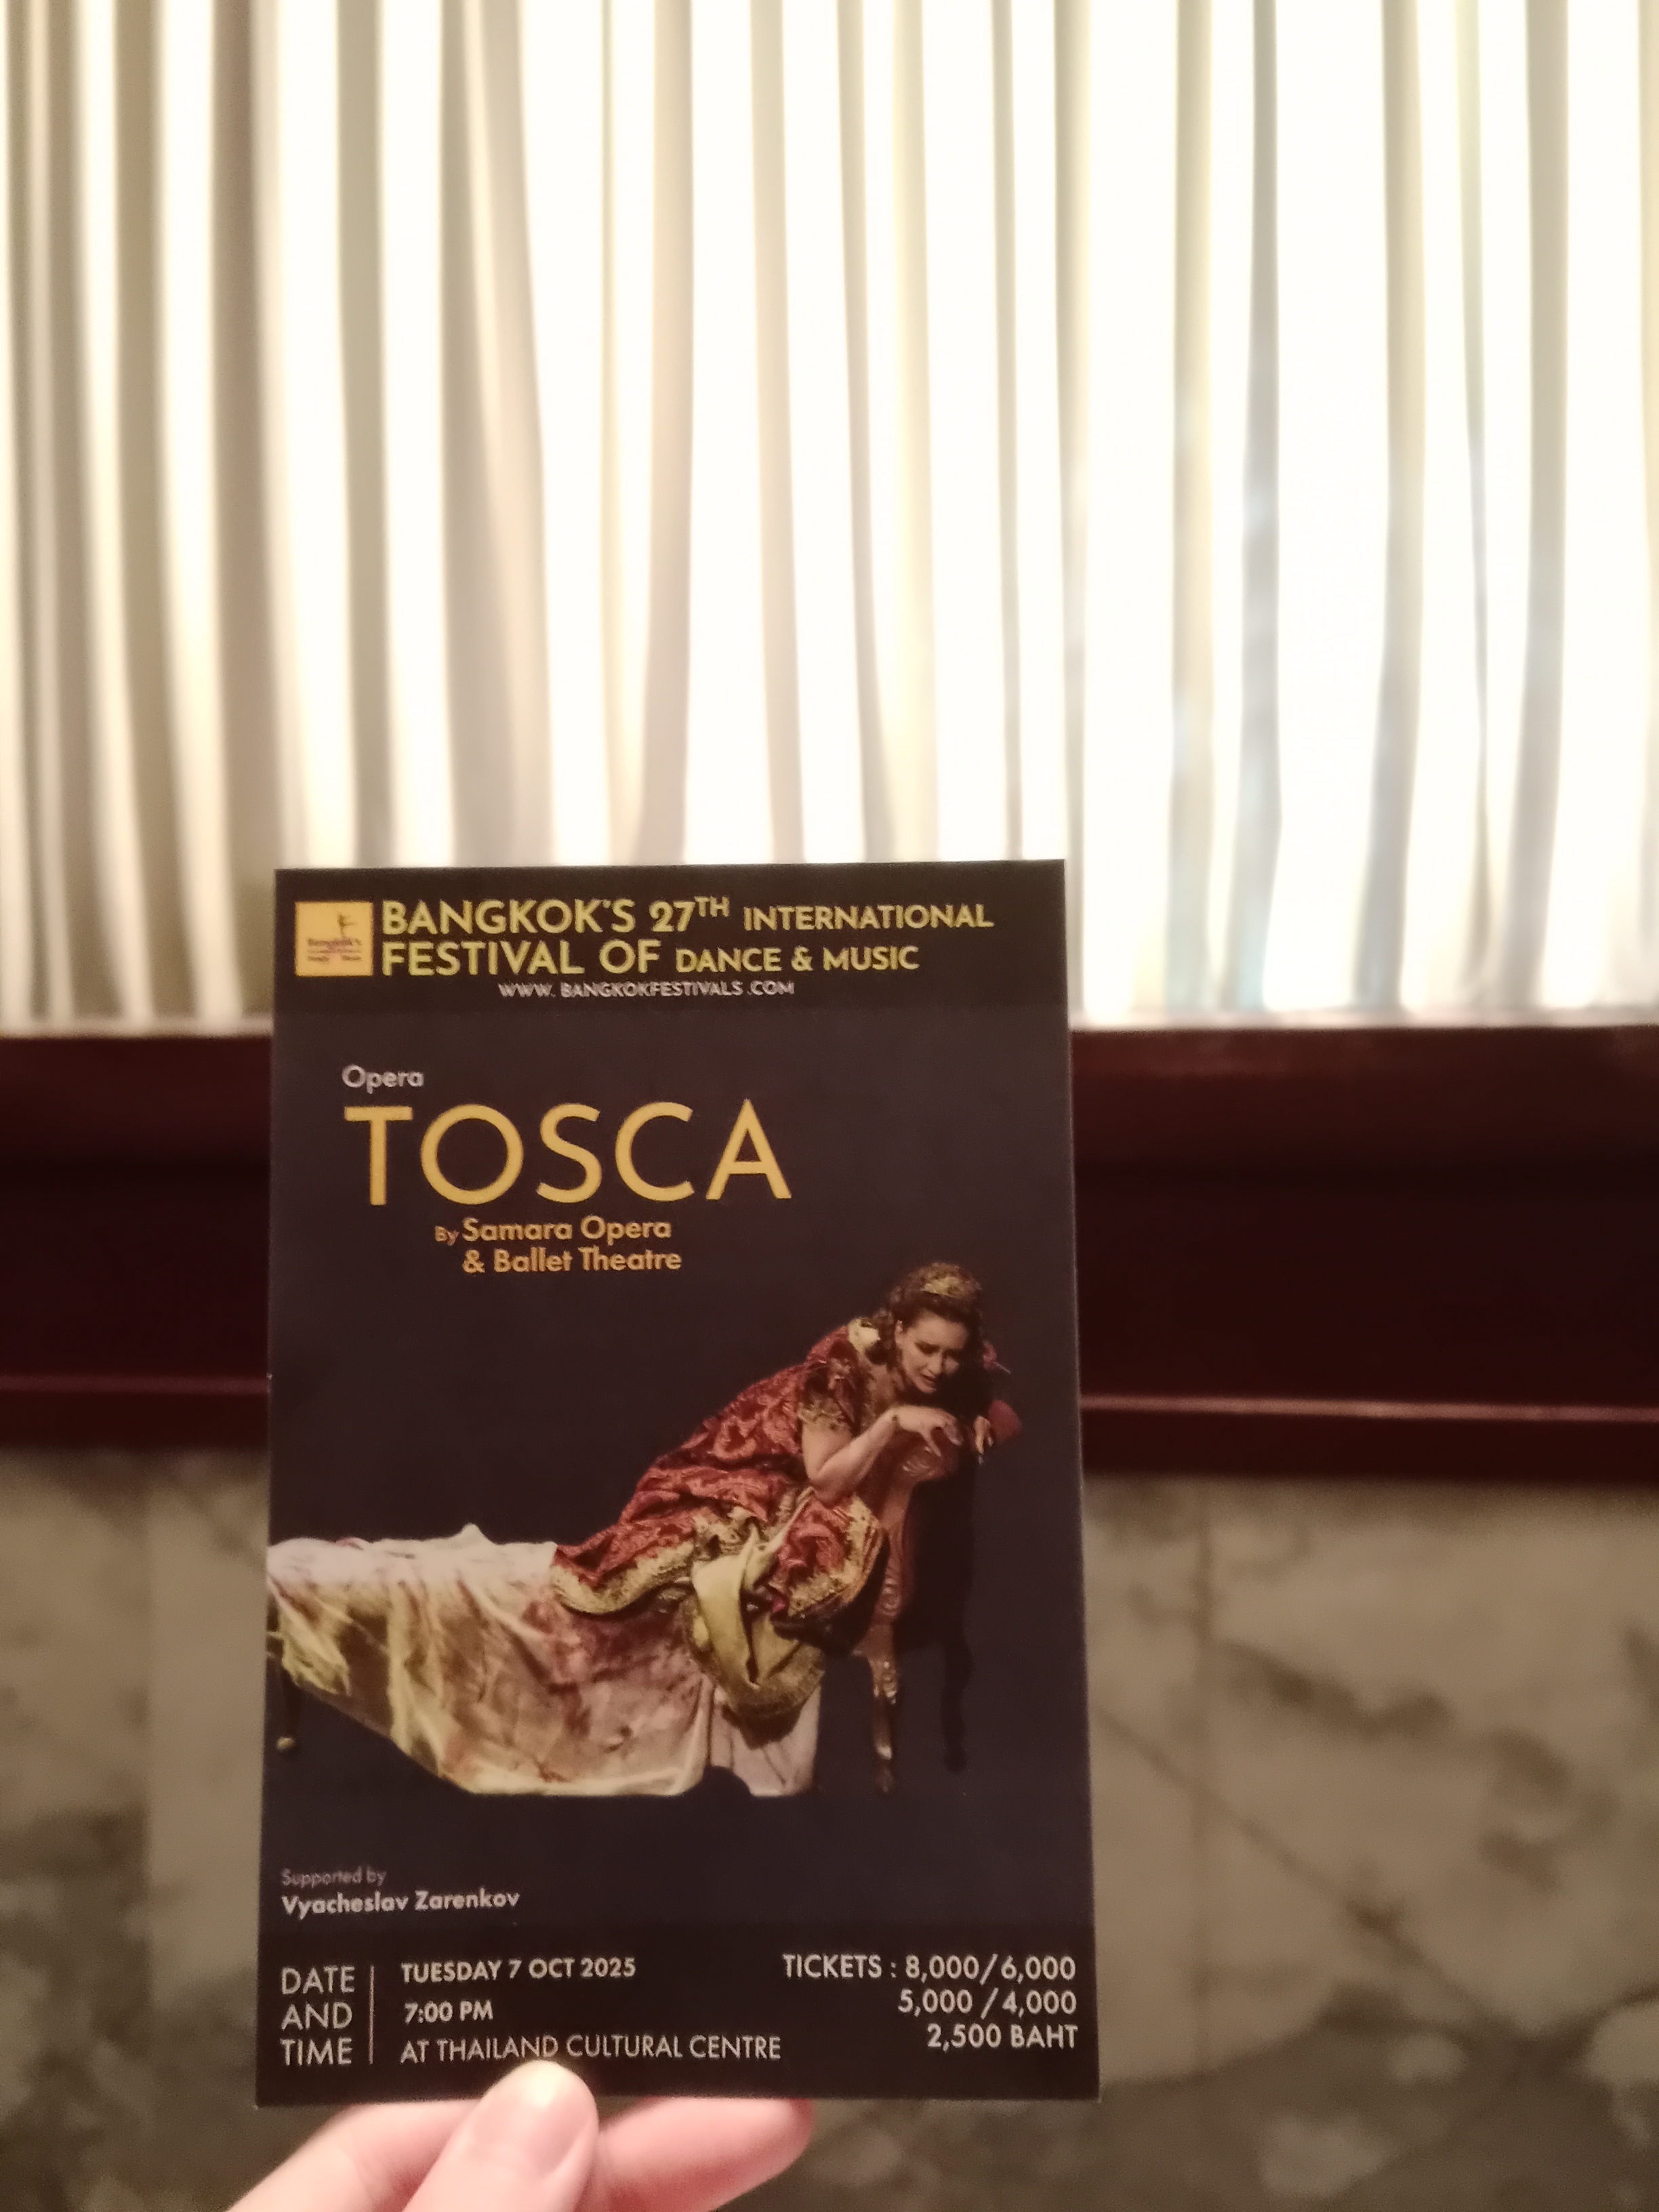 Bangkok's
BANGKOK'S 27TH INTERNATIONAL
FESTIVAL OF DANCE & MUSIC
WWW. BANGKOKFESTIVALS .COM
Opera
TOSCA
By Samara Opera
& Ballet Theatre
Supported by
Vyacheslav Zarenkov
DATE
AND
TIME
TUESDAY 7 OCT 2025
7:00 PM
AT THAILAND CULTURAL CENTRE
TICKETS : 8,000/6,000
5,000 /4,000
2,500 BAHT